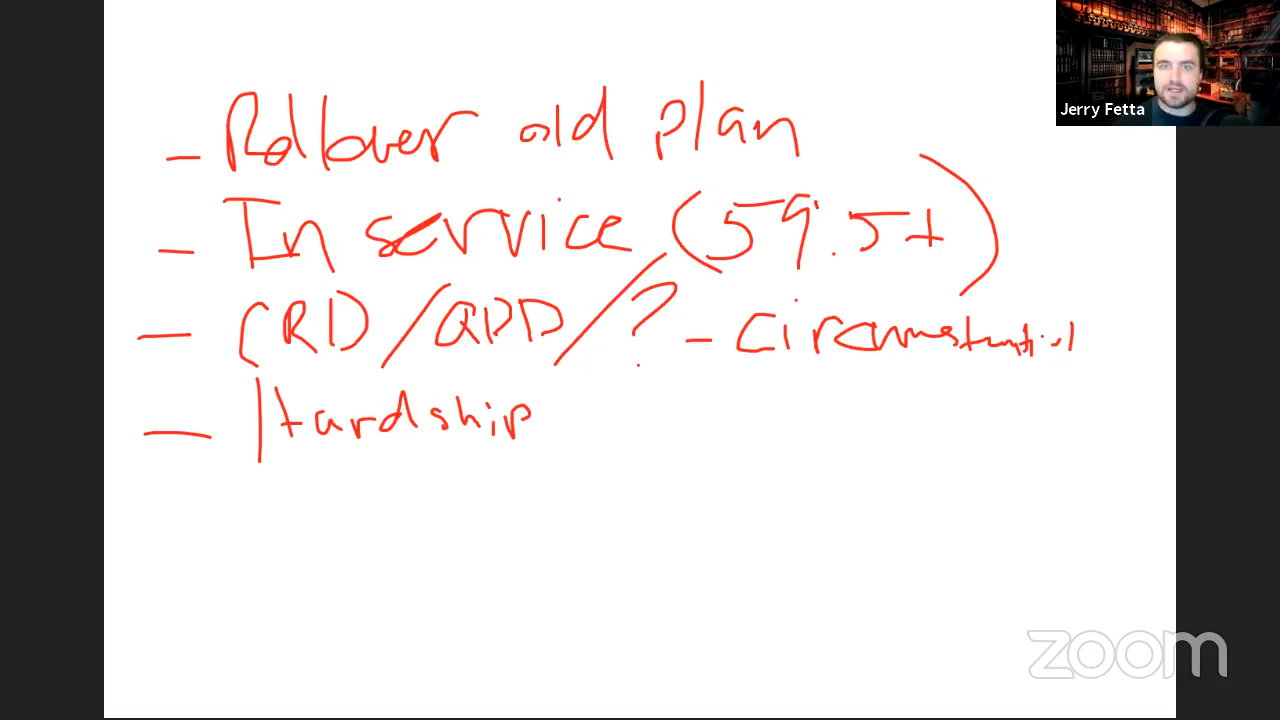 Jerry Fetta
- Rollover old plan
- In service (59.5+)
- CRD/QDD/? - circumstantial
- Hardship
zoom